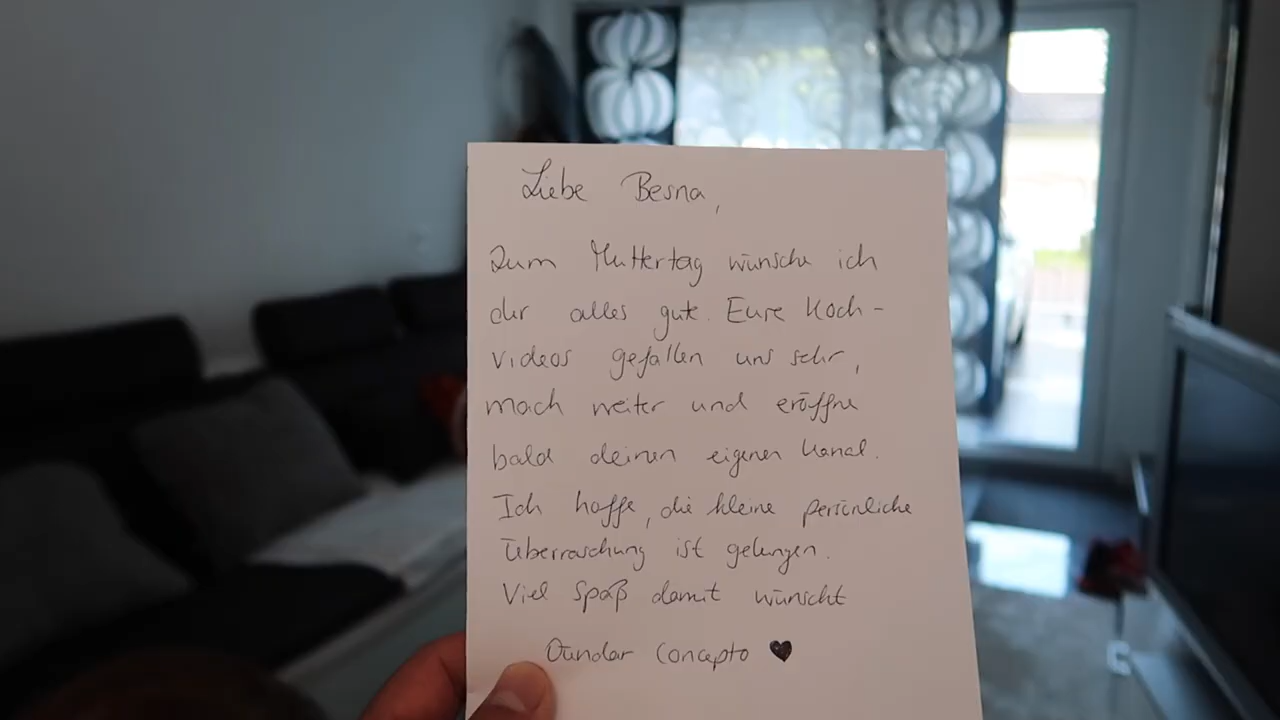 Liebe Besna,
Zum Muttertag wünsche ich
dir alles gute. Eure Koch-
videos gefallen uns sehr,
mach weiter und eröffne
bald deinen eigenen Kanal.
Ich hoffe, die kleine persönliche
Überraschung ist gelungen.
Viel Spaß damit wünscht
Dündar Concepto ♥